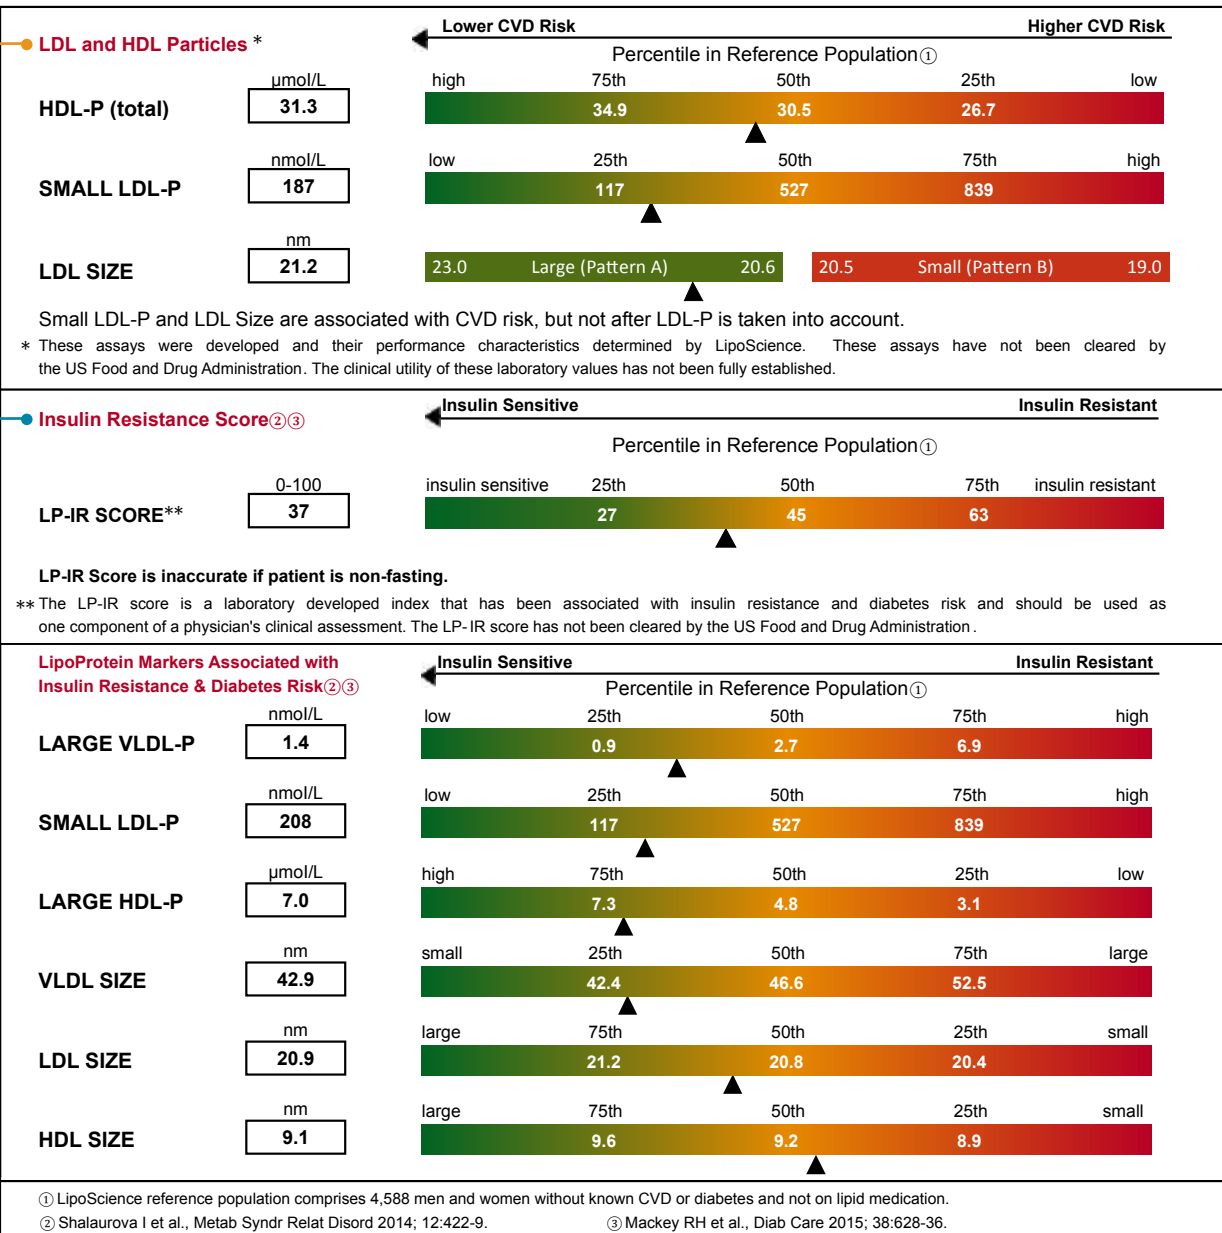 Lower CVD Risk Higher CVD Risk
LDL and HDL Particles *
Percentile in Reference Population①
µmol/L high 75th 50th 25th low
HDL-P (total) 31.3 34.9 30.5 26.7
nmol/L low 25th 50th 75th high
SMALL LDL-P 187 117 527 839
nm
LDL SIZE 21.2 23.0 Large (Pattern A) 20.6 20.5 Small (Pattern B) 19.0
Small LDL-P and LDL Size are associated with CVD risk, but not after LDL-P is taken into account.
* These assays were developed and their performance characteristics determined by LipoScience. These assays have not been cleared by
the US Food and Drug Administration. The clinical utility of these laboratory values has not been fully established.
Insulin Sensitive Insulin Resistant
Insulin Resistance Score②③
Percentile in Reference Population①
0-100 insulin sensitive 25th 50th 75th insulin resistant
LP-IR SCORE** 37 27 45 63
LP-IR Score is inaccurate if patient is non-fasting.
** The LP-IR score is a laboratory developed index that has been associated with insulin resistance and diabetes risk and should be used as
one component of a physician's clinical assessment. The LP-IR score has not been cleared by the US Food and Drug Administration.
LipoProtein Markers Associated with Insulin Sensitive Insulin Resistant
Insulin Resistance & Diabetes Risk②③ Percentile in Reference Population①
nmol/L low 25th 50th 75th high
LARGE VLDL-P 1.4 0.9 2.7 6.9
nmol/L low 25th 50th 75th high
SMALL LDL-P 208 117 527 839
µmol/L high 75th 50th 25th low
LARGE HDL-P 7.0 7.3 4.8 3.1
nm small 25th 50th 75th large
VLDL SIZE 42.9 42.4 46.6 52.5
nm large 75th 50th 25th small
LDL SIZE 20.9 21.2 20.8 20.4
nm large 75th 50th 25th small
HDL SIZE 9.1 9.6 9.2 8.9
① LipoScience reference population comprises 4,588 men and women without known CVD or diabetes and not on lipid medication.
② Shalaurova I et al., Metab Syndr Relat Disord 2014; 12:422-9. ③ Mackey RH et al., Diab Care 2015; 38:628-36.